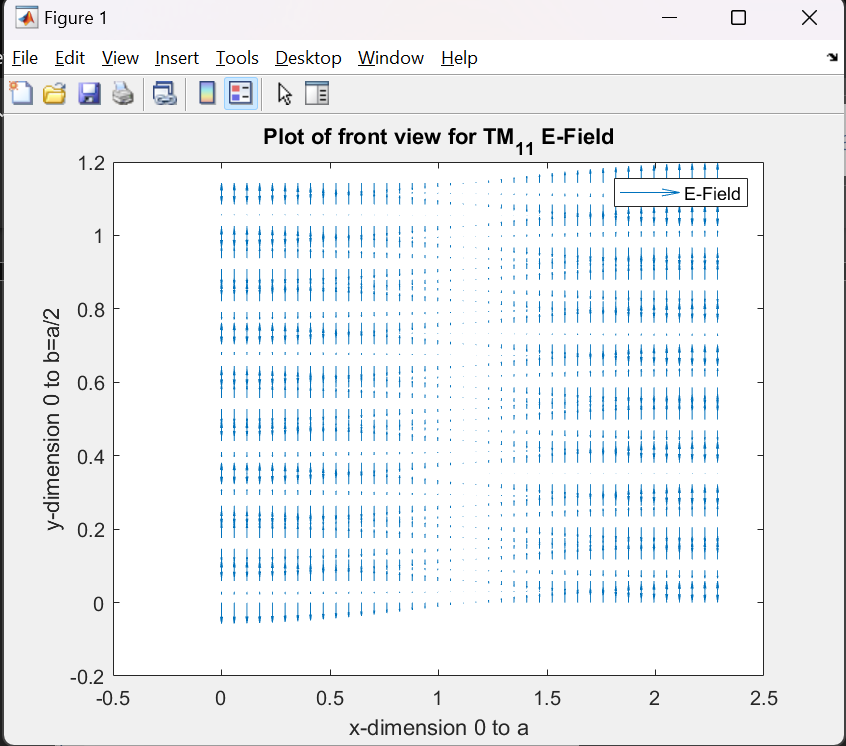 Figure 1
File Edit View Insert Tools Desktop Window Help
Plot of front view for TM11 E-Field
E-Field
1.2
1
0.8
0.6
0.4
0.2
0
-0.2
y-dimension 0 to b=a/2
-0.5 0 0.5 1 1.5 2 2.5
x-dimension 0 to a